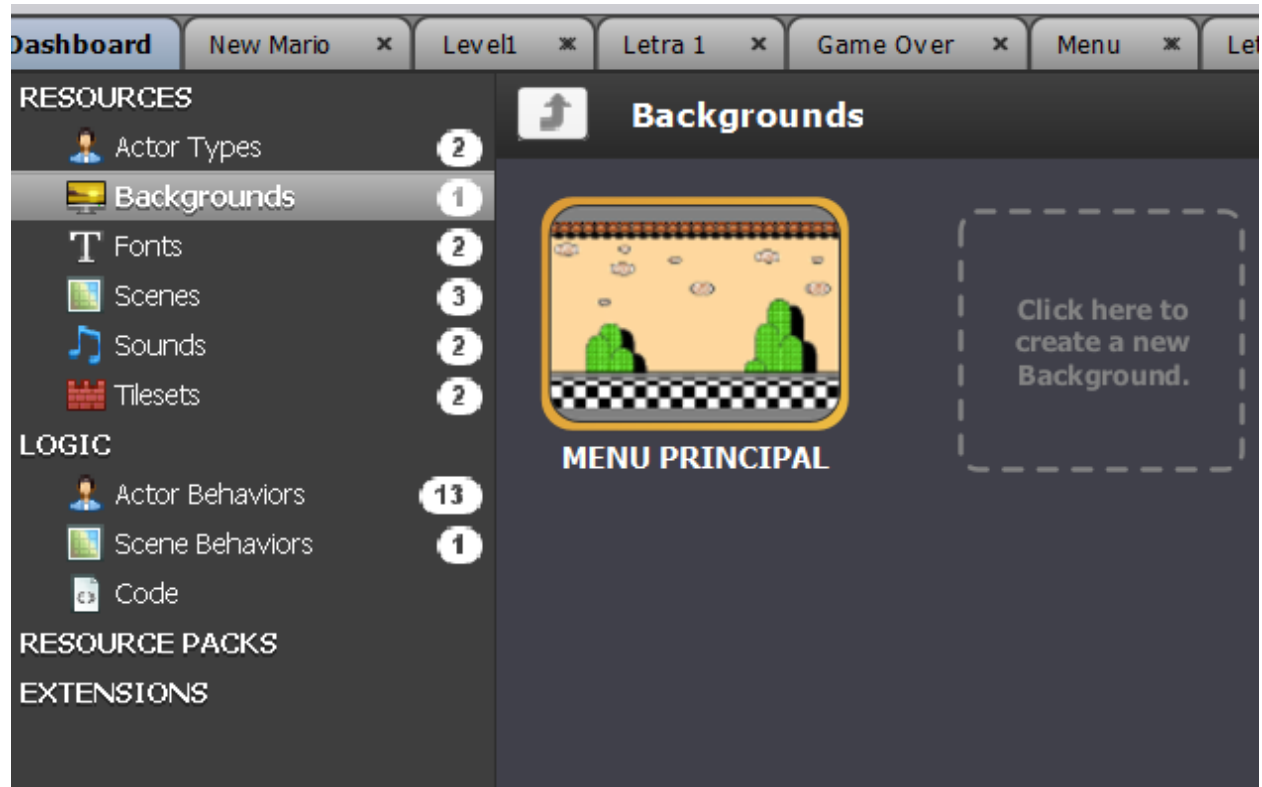 Dashboard
New Mario
Level1
Letra 1
Game Over
Menu
Let
RESOURCES
Actor Types 2
Backgrounds 1
Fonts 2
Scenes 3
Sounds 2
Tilesets 2
LOGIC
Actor Behaviors 13
Scene Behaviors 1
Code
RESOURCE PACKS
EXTENSIONS
Backgrounds
MENU PRINCIPAL
Click here to
create a new
Background.